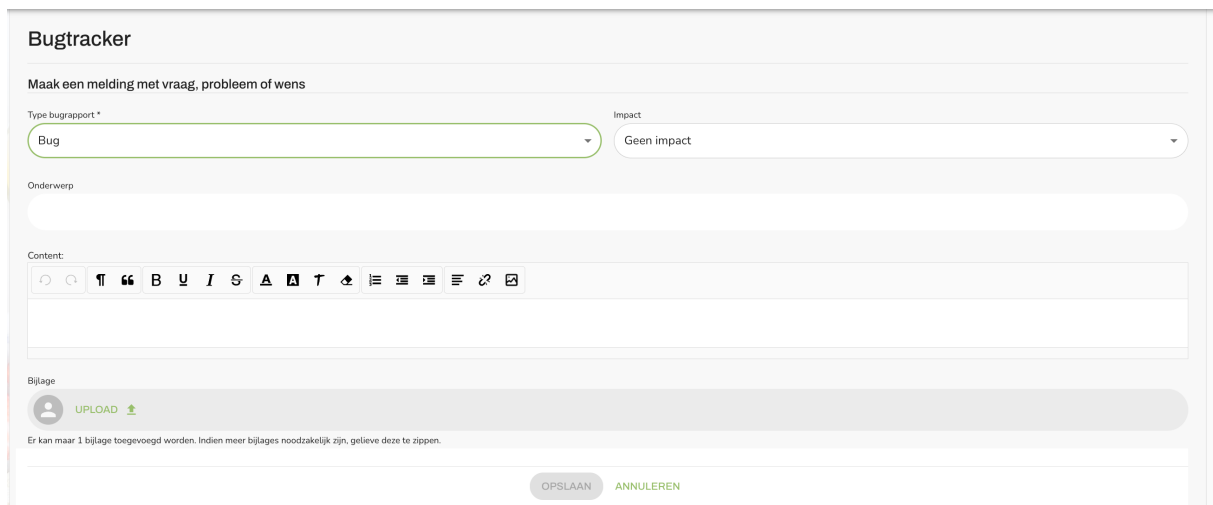 Bugtracker
Maak een melding met vraag, probleem of wens
Type bugrapport * Impact
Bug Geen impact
Onderwerp
Content:
Bijlage
UPLOAD
Er kan maar 1 bijlage toegevoegd worden. Indien meer bijlages noodzakelijk zijn, gelieve deze te zippen.
OPSLAAN ANNULEREN